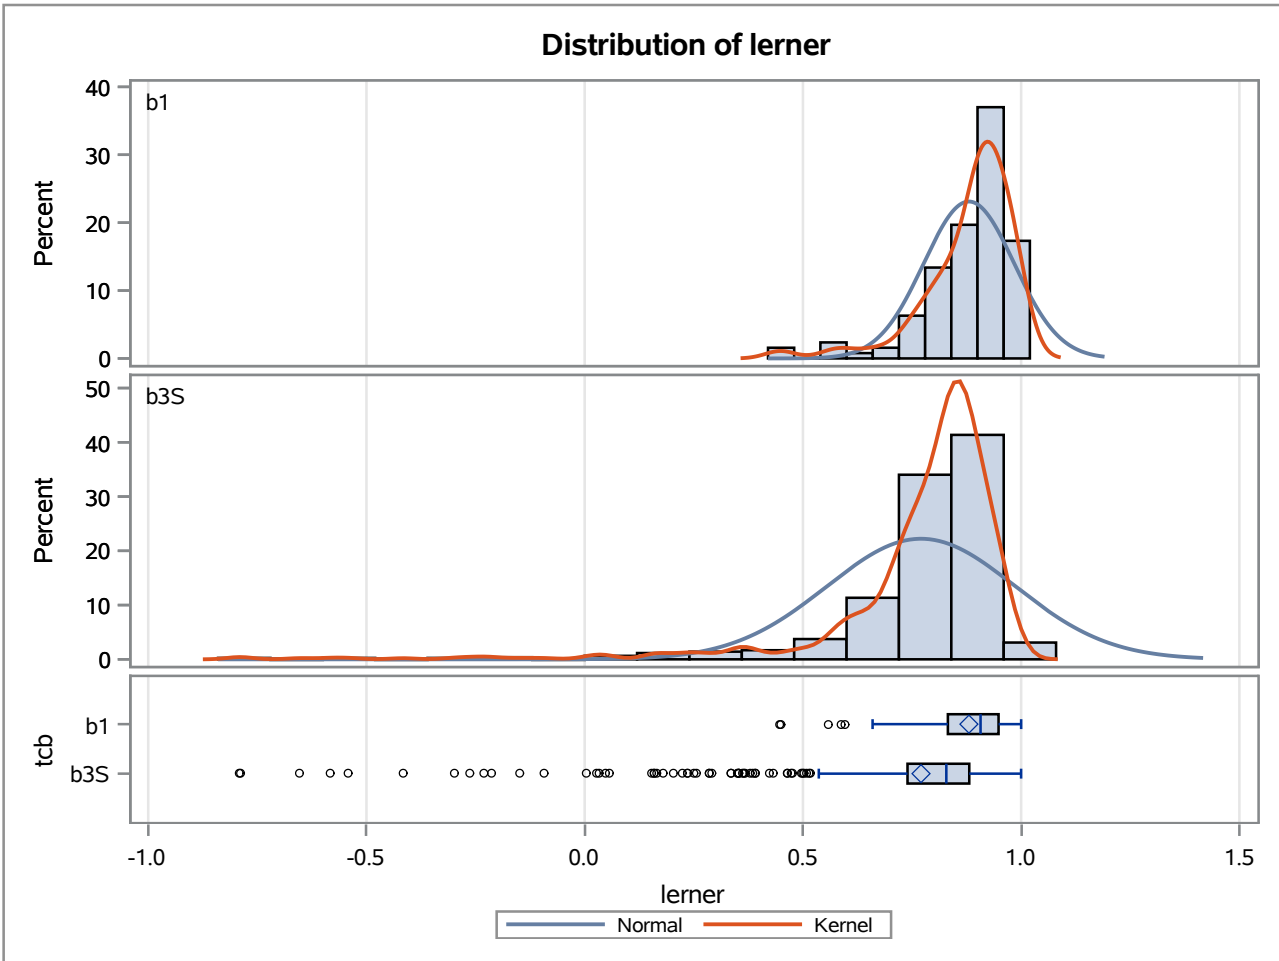 Distribution of lerner
b1
40
30
20
10
0
Percent
b3S
50
40
30
20
10
0
Percent
tcb
b1
b3S
-1.0 -0.5 0.0 0.5 1.0 1.5
lerner
Normal Kernel